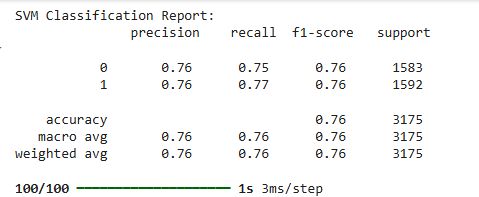 SVM Classification Report:
precision recall f1-score support
0 0.76 0.75 0.76 1583
1 0.76 0.77 0.76 1592
accuracy 0.76 3175
macro avg 0.76 0.76 0.76 3175
weighted avg 0.76 0.76 0.76 3175
100/100 ━━━━━━━━━━━━━━━━━━━━ 1s 3ms/step